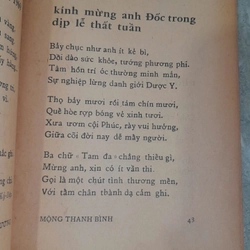 kính mừng anh Đốc trong
dịp lễ thất tuần
Bảy chục như anh ít kẻ bì,
Dồi dào sức khỏe, tướng phương phi.
Tâm hồn trí óc thường minh mẫn,
Sự nghiệp lừng danh giới Dược Y.
Thọ bảy mươi rồi tám chín mươi,
Quê hòe rợp bóng vẻ xinh tươi.
Xưa ươm cội Phúc, rày vui hưởng,
Giữa cõi đời nay dễ mấy người.
Ba chữ - Tam đa - chẳng thiếu gì,
Mừng anh, xin có ít vần thi.
Gọi là một chút tình thương mến,
Với tấm chân thành dạ cảm ghi.
MỘNG THANH BÌNH
43